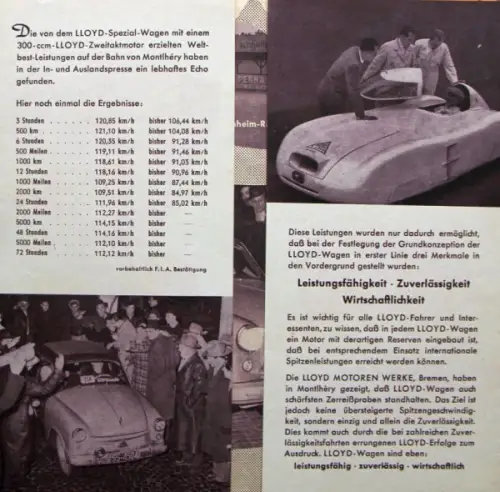 Die von dem LLOYD-Spezial-Wagen mit einem
300-ccm-LLOYD-Zweitaktmotor erzielten Welt-
best-Leistungen auf der Bahn von Montlhéry haben
in der In- und Auslandspresse ein lebhaftes Echo
gefunden.
Hier noch einmal die Ergebnisse:
3 Stunden . . . . . . 120,85 km/h bisher 106,44 km/h
500 km . . . . . . 121,10 km/h bisher 104,08 km/h
6 Stunden . . . . . . 120,35 km/h bisher 91,28 km/h
500 Meilen . . . . . . 119,11 km/h bisher 91,46 km/h
1000 km . . . . . . 118,61 km/h bisher 91,03 km/h
12 Stunden . . . . . . 118,16 km/h bisher 90,96 km/h
1000 Meilen . . . . . . 109,25 km/h bisher 87,44 km/h
2000 km . . . . . . 109,51 km/h bisher 84,97 km/h
24 Stunden . . . . . . 111,96 km/h bisher 85,02 km/h
2000 Meilen . . . . . . 112,27 km/h bisher —
5000 km . . . . . . 114,15 km/h bisher —
48 Stunden . . . . . . 114,16 km/h bisher —
5000 Meilen . . . . . . 112,10 km/h bisher —
72 Stunden . . . . . . 112,12 km/h bisher —
vorbehaltlich F.I.A. Bestätigung
heim-R
Diese Leistungen wurden nur dadurch ermöglicht,
daß bei der Festlegung der Grundkonzeption der
LLOYD-Wagen in erster Linie drei Merkmale in
den Vordergrund gestellt wurden:
Leistungsfähigkeit - Zuverlässigkeit
Wirtschaftlichkeit
Es ist wichtig für alle LLOYD-Fahrer und Inter-
essenten, zu wissen, daß in jedem LLOYD-Wagen
ein Motor mit derartigen Reserven eingebaut ist,
daß bei entsprechendem Einsatz internationale
Spitzenleistungen erreicht werden können.
Die LLOYD MOTOREN WERKE, Bremen, haben
in Montlhéry gezeigt, daß LLOYD-Wagen auch
schärfsten Zerreißproben standhalten. Das Ziel ist
jedoch keine übersteigerte Spitzengeschwindig-
keit, sondern einzig und allein die Zuverlässigkeit.
Dies kommt auch durch die bei zahlreichen Zuver-
lässigkeitsfahrten errungenen LLOYD-Erfolge zum
Ausdruck. LLOYD-Wagen sind eben:
leistungsfähig - zuverlässig - wirtschaftlich